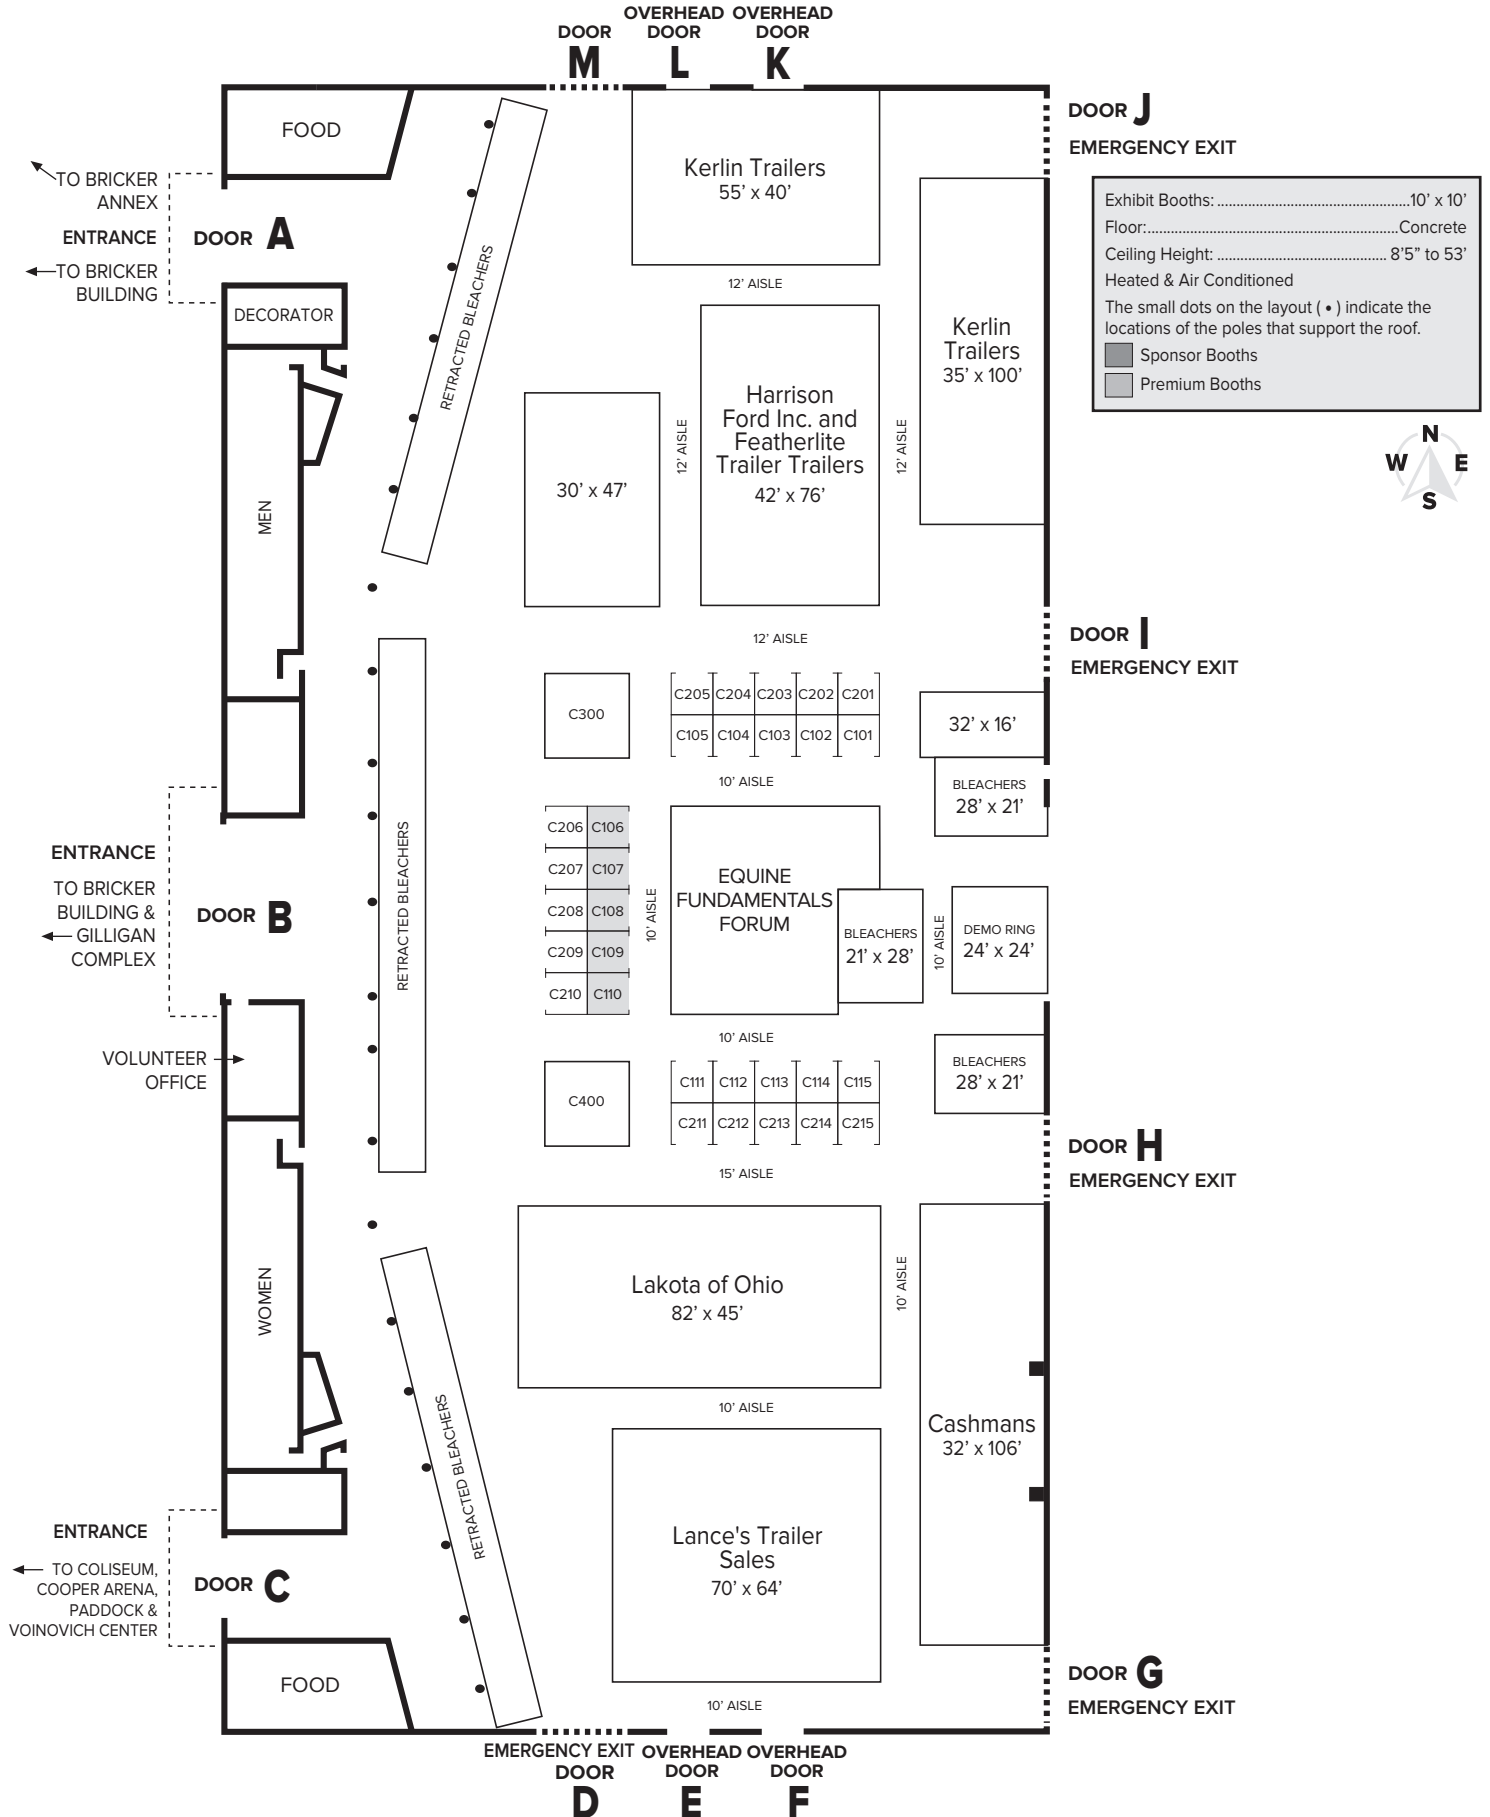 OVERHEAD OVERHEAD
DOOR DOOR DOOR
M L K
DOOR J
EMERGENCY EXIT
FOOD
Kerlin Trailers
55’ x 40’
TO BRICKER
ANNEX
ENTRANCE
TO BRICKER
BUILDING
DOOR A
RETRACTED BLEACHERS
12’ AISLE
DECORATOR
Exhibit Booths: ..................................................10’ x 10’
Floor:.................................................................Concrete
Ceiling Height: ............................................ 8’5” to 53’
Heated & Air Conditioned
The small dots on the layout ( • ) indicate the
locations of the poles that support the roof.
Sponsor Booths
Premium Booths
N
W E
S
Kerlin
Trailers
35’ x 100’
Harrison
Ford Inc. and
Featherlite
Trailer Trailers
42’ x 76’
12’ AISLE
12’ AISLE
30’ x 47’
MEN
12’ AISLE
DOOR I
EMERGENCY EXIT
C300
C205 C204 C203 C202 C201
C105 C104 C103 C102 C101
32’ x 16’
10’ AISLE
BLEACHERS
28’ x 21’
ENTRANCE
TO BRICKER
BUILDING &
GILLIGAN
COMPLEX
DOOR B
RETRACTED BLEACHERS
C206 C106
C207 C107
C208 C108
C209 C109
C210 C110
10’ AISLE
EQUINE
FUNDAMENTALS
FORUM
BLEACHERS
21’ x 28’
10’ AISLE
DEMO RING
24’ x 24’
10’ AISLE
VOLUNTEER
OFFICE
BLEACHERS
28’ x 21’
C400
C111 C112 C113 C114 C115
C211 C212 C213 C214 C215
DOOR H
EMERGENCY EXIT
15’ AISLE
WOMEN
Lakota of Ohio
82’ x 45’
10’ AISLE
10’ AISLE
RETRACTED BLEACHERS
Cashmans
32’ x 106’
Lance's Trailer
Sales
70’ x 64’
ENTRANCE
TO COLISEUM,
COOPER ARENA,
PADDOCK &
VOINOVICH CENTER
DOOR C
FOOD
10’ AISLE
DOOR G
EMERGENCY EXIT
EMERGENCY EXIT OVERHEAD OVERHEAD
DOOR DOOR DOOR
D E F